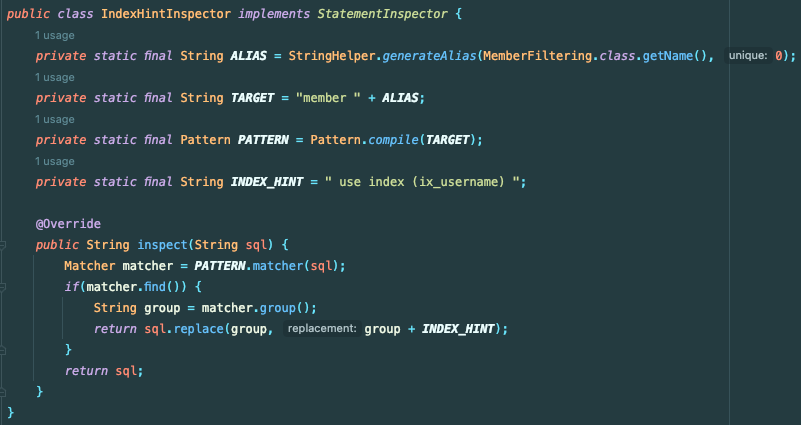 public class IndexHintInspector implements StatementInspector {
1 usage
private static final String ALIAS = StringHelper.generateAlias(MemberFiltering.class.getName(), unique: 0);
1 usage
private static final String TARGET = "member " + ALIAS;
1 usage
private static final Pattern PATTERN = Pattern.compile(TARGET);
1 usage
private static final String INDEX_HINT = " use index (ix_username) ";
@Override
public String inspect(String sql) {
Matcher matcher = PATTERN.matcher(sql);
if(matcher.find()) {
String group = matcher.group();
return sql.replace(group, replacement: group + INDEX_HINT);
}
return sql;
}
}